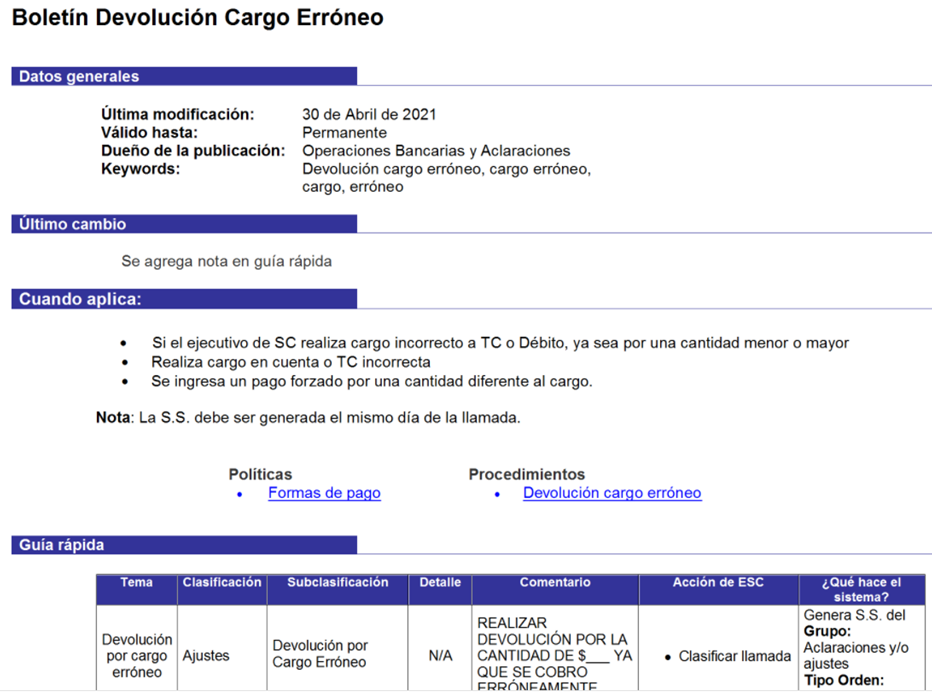 Boletín Devolución Cargo Erróneo
Datos generales
Última modificación: 30 de Abril de 2021
Válido hasta: Permanente
Dueño de la publicación: Operaciones Bancarias y Aclaraciones
Keywords: Devolución cargo erróneo, cargo erróneo,
cargo, erróneo
Último cambio
Se agrega nota en guía rápida
Cuando aplica:
• Si el ejecutivo de SC realiza cargo incorrecto a TC o Débito, ya sea por una cantidad menor o mayor
• Realiza cargo en cuenta o TC incorrecta
• Se ingresa un pago forzado por una cantidad diferente al cargo.
Nota: La S.S. debe ser generada el mismo día de la llamada.
Políticas
• Formas de pago
Procedimientos
• Devolución cargo erróneo
Guía rápida
Tema
Clasificación
Subclasificación
Detalle
Comentario
Acción de ESC
¿Qué hace el
sistema?
Devolución
por cargo
erróneo
Ajustes
Devolución por
Cargo Erróneo
N/A
REALIZAR
DEVOLUCIÓN POR LA
CANTIDAD DE $___ YA
QUE SE COBRO
ERRÓNEAMENTE
• Clasificar llamada
Genera S.S. del
Grupo:
Aclaraciones y/o
ajustes
Tipo Orden: